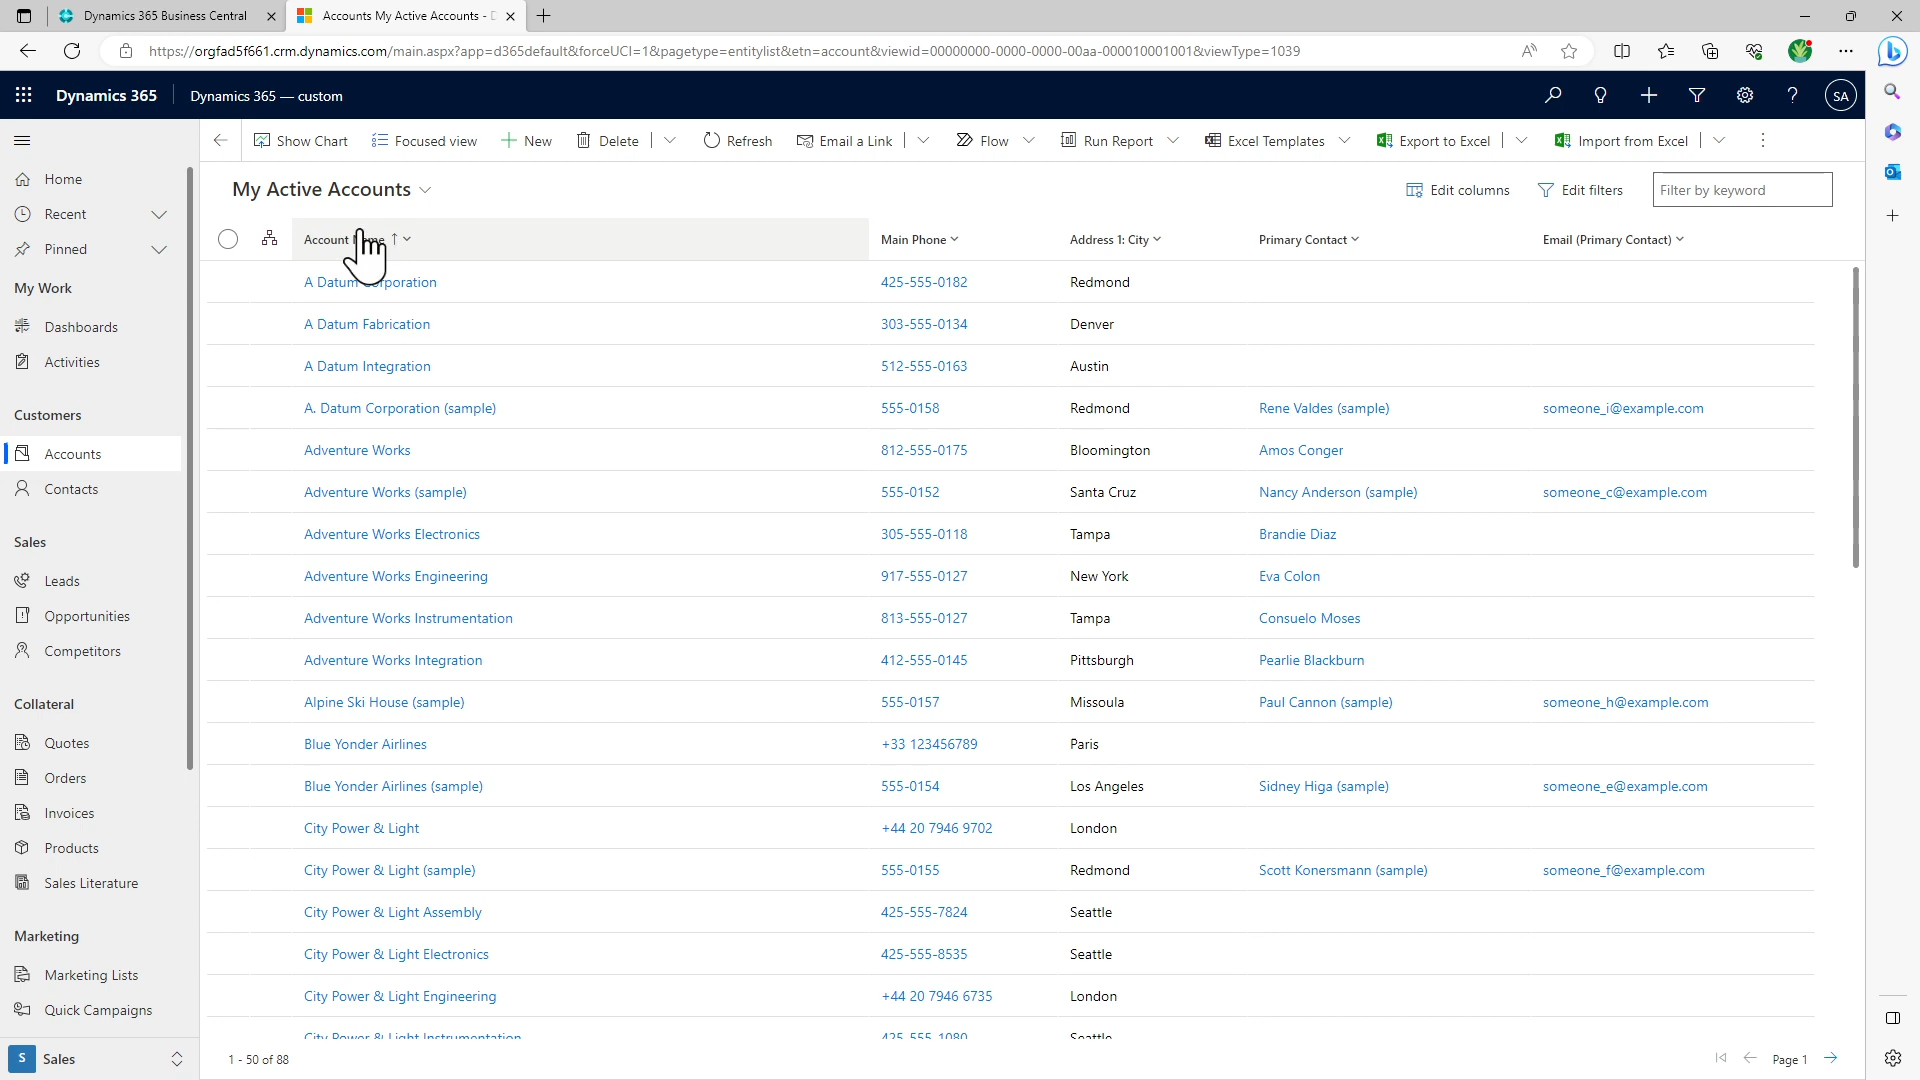 Dynamics 365 Business Central
Accounts My Active Accounts -
https://orgfad5f661.crm.dynamics.com/main.aspx?app=d365default&forceUCI=1&pagetype=entitylist&etn=account&viewid=00000000-0000-0000-00aa-000010001001&viewType=1039
Dynamics 365
Dynamics 365 — custom
SA
Show Chart
Focused view
New
Delete
Refresh
Email a Link
Flow
Run Report
Excel Templates
Export to Excel
Import from Excel
Home
Recent
Pinned
My Work
Dashboards
Activities
Customers
Accounts
Contacts
Sales
Leads
Opportunities
Competitors
Collateral
Quotes
Orders
Invoices
Products
Sales Literature
Marketing
Marketing Lists
Quick Campaigns
S Sales
My Active Accounts
Edit columns
Edit filters
Filter by keyword
Account Main Phone Address 1: City Primary Contact Email (Primary Contact)
A Datum Corporation 425-555-0182 Redmond
A Datum Fabrication 303-555-0134 Denver
A Datum Integration 512-555-0163 Austin
A. Datum Corporation (sample) 555-0158 Redmond Rene Valdes (sample) someone_i@example.com
Adventure Works 812-555-0175 Bloomington Amos Conger
Adventure Works (sample) 555-0152 Santa Cruz Nancy Anderson (sample) someone_c@example.com
Adventure Works Electronics 305-555-0118 Tampa Brandie Diaz
Adventure Works Engineering 917-555-0127 New York Eva Colon
Adventure Works Instrumentation 813-555-0127 Tampa Consuelo Moses
Adventure Works Integration 412-555-0145 Pittsburgh Pearlie Blackburn
Alpine Ski House (sample) 555-0157 Missoula Paul Cannon (sample) someone_h@example.com
Blue Yonder Airlines +33 123456789 Paris
Blue Yonder Airlines (sample) 555-0154 Los Angeles Sidney Higa (sample) someone_e@example.com
City Power & Light +44 20 7946 9702 London
City Power & Light (sample) 555-0155 Redmond Scott Konersmann (sample) someone_f@example.com
City Power & Light Assembly 425-555-7824 Seattle
City Power & Light Electronics 425-555-8535 Seattle
City Power & Light Engineering +44 20 7946 6735 London
City Power & Light Instrumentation 425-555-1080 Seattle
1 - 50 of 88
Page 1